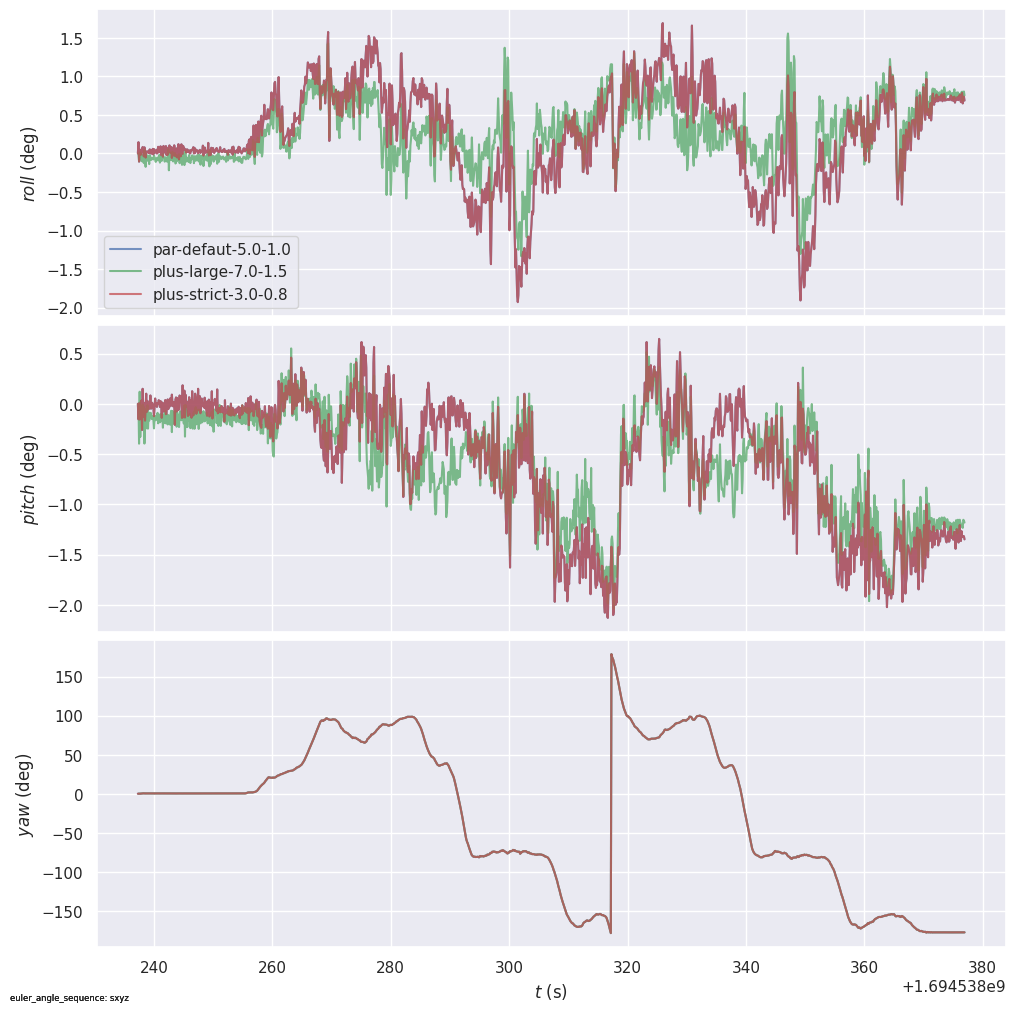 1.5
1.0
0.5
0.0
−0.5
−1.0
−1.5
−2.0
roll (deg)
par-defaut-5.0-1.0
plus-large-7.0-1.5
plus-strict-3.0-0.8
0.5
0.0
−0.5
−1.0
−1.5
−2.0
pitch (deg)
150
100
50
0
−50
−100
−150
yaw (deg)
240 260 280 300 320 340 360 380
t (s)
+1.694538e9
euler_angle_sequence: sxyz